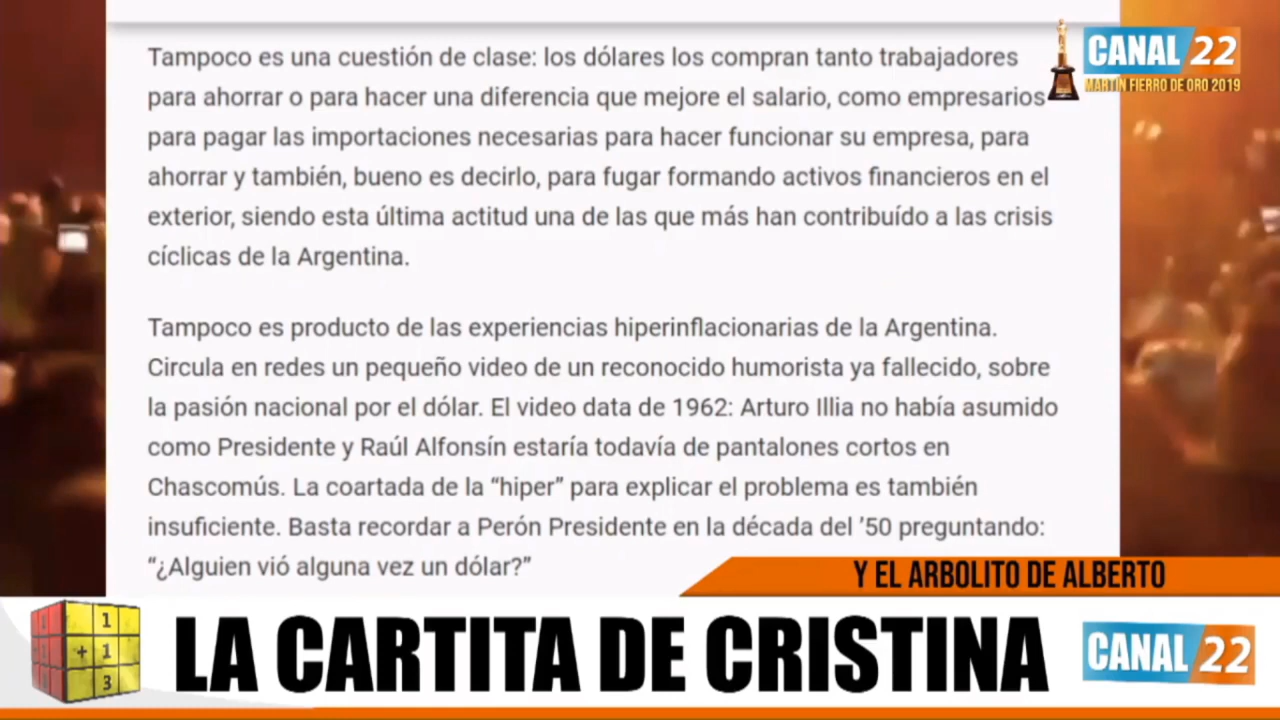 Tampoco es una cuestión de clase: los dólares los compran tanto trabajadores
para ahorrar o para hacer una diferencia que mejore el salario, como empresarios
para pagar las importaciones necesarias para hacer funcionar su empresa, para
ahorrar y también, bueno es decirlo, para fugar formando activos financieros en el
exterior, siendo esta última actitud una de las que más han contribuído a las crisis
cíclicas de la Argentina.
Tampoco es producto de las experiencias hiperinflacionarias de la Argentina.
Circula en redes un pequeño video de un reconocido humorista ya fallecido, sobre
la pasión nacional por el dólar. El video data de 1962: Arturo Illia no había asumido
como Presidente y Raúl Alfonsín estaría todavía de pantalones cortos en
Chascomús. La coartada de la “hiper” para explicar el problema es también
insuficiente. Basta recordar a Perón Presidente en la década del ’50 preguntando:
“¿Alguien vió alguna vez un dólar?”
CANAL 22
MARTÍN FIERRO DE ORO 2019
Y EL ARBOLITO DE ALBERTO
LA CARTITA DE CRISTINA
1
+ 1
3
CANAL 22